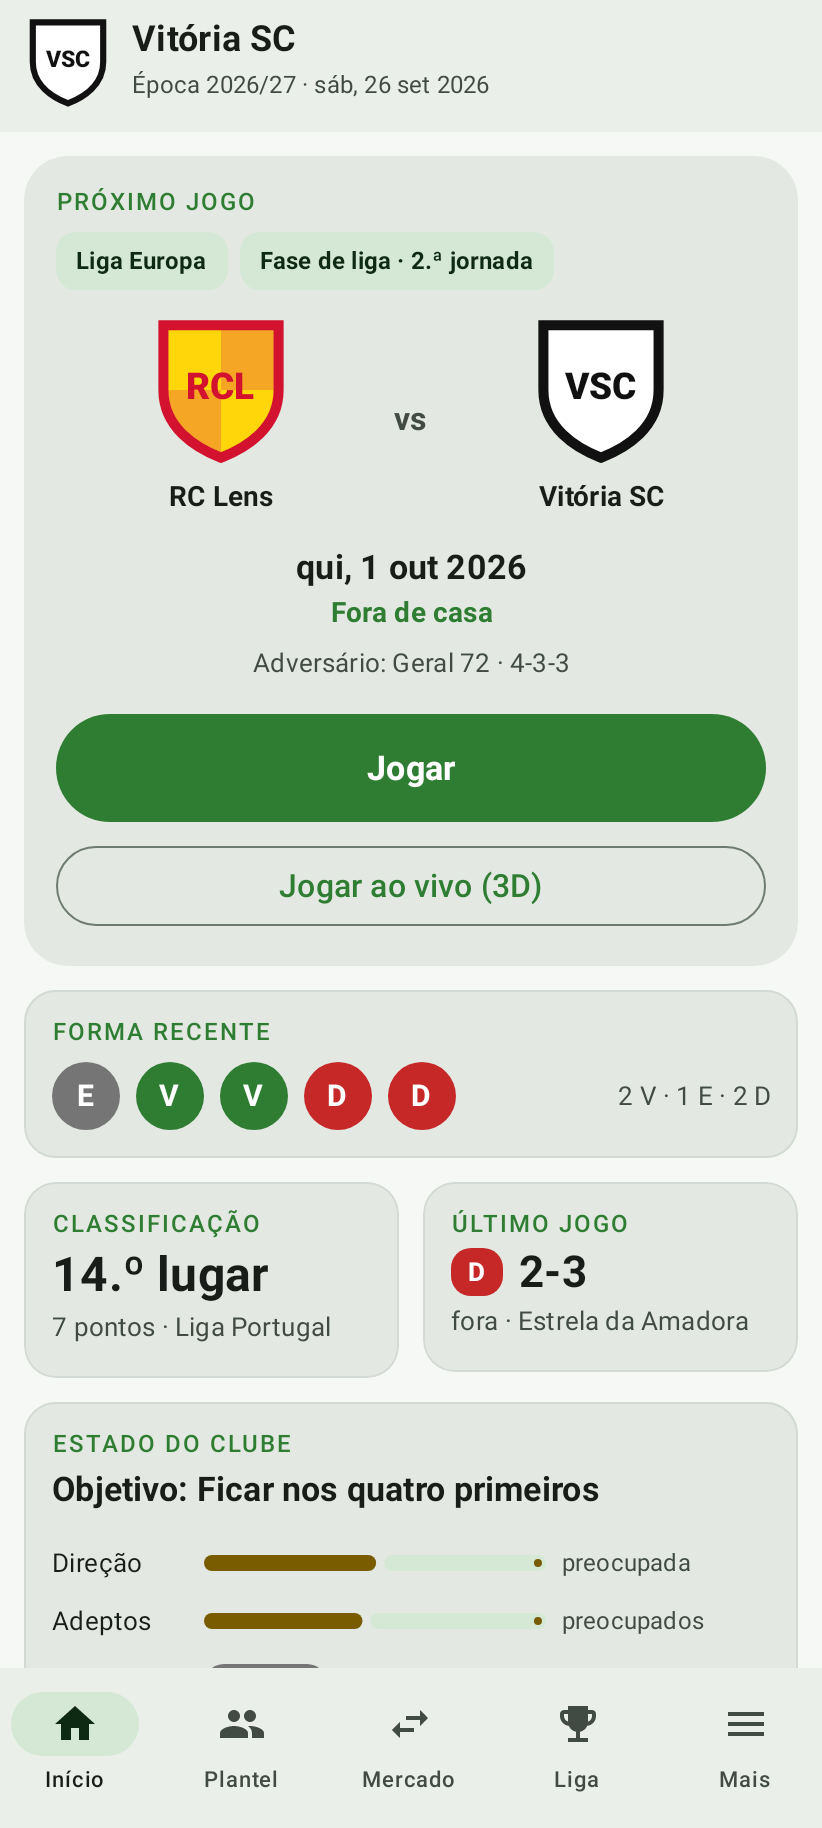 VSC
Vitória SC
Época 2026/27 · sáb, 26 set 2026
PRÓXIMO JOGO
Liga Europa
Fase de liga · 2.ª jornada
RCL
vs
VSC
RC Lens
Vitória SC
qui, 1 out 2026
Fora de casa
Adversário: Geral 72 · 4-3-3
Jogar
Jogar ao vivo (3D)
FORMA RECENTE
E V V D D
2 V · 1 E · 2 D
CLASSIFICAÇÃO
14.º lugar
7 pontos · Liga Portugal
ÚLTIMO JOGO
D 2-3
fora · Estrela da Amadora
ESTADO DO CLUBE
Objetivo: Ficar nos quatro primeiros
Direção
preocupada
Adeptos
preocupados
Início
Plantel
Mercado
Liga
Mais